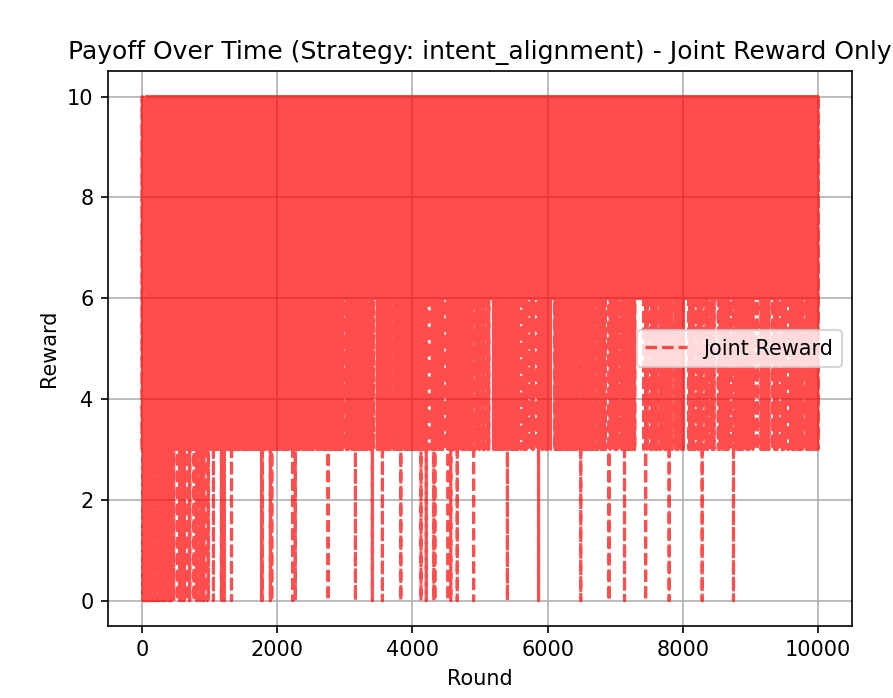 Payoff Over Time (Strategy: intent_alignment) - Joint Reward Only
10
8
6
4
2
0
Reward
Joint Reward
0 2000 4000 6000 8000 10000
Round